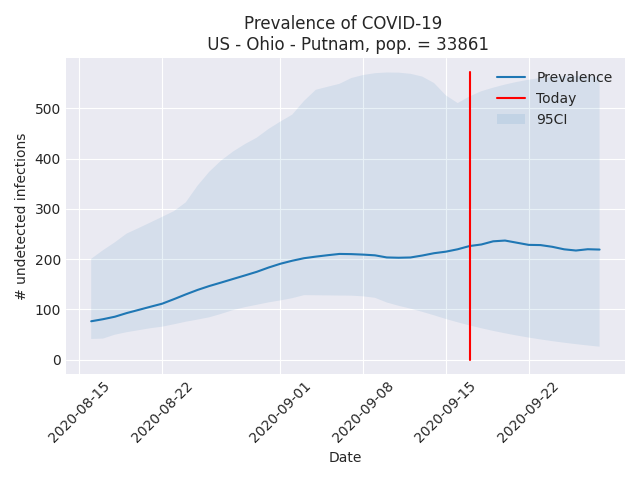 Prevalence of COVID-19
US - Ohio - Putnam, pop. = 33861
Prevalence
Today
95CI
500
400
300
200
100
0
# undetected infections
2020-08-15
2020-08-22
2020-09-01
2020-09-08
2020-09-15
2020-09-22
Date